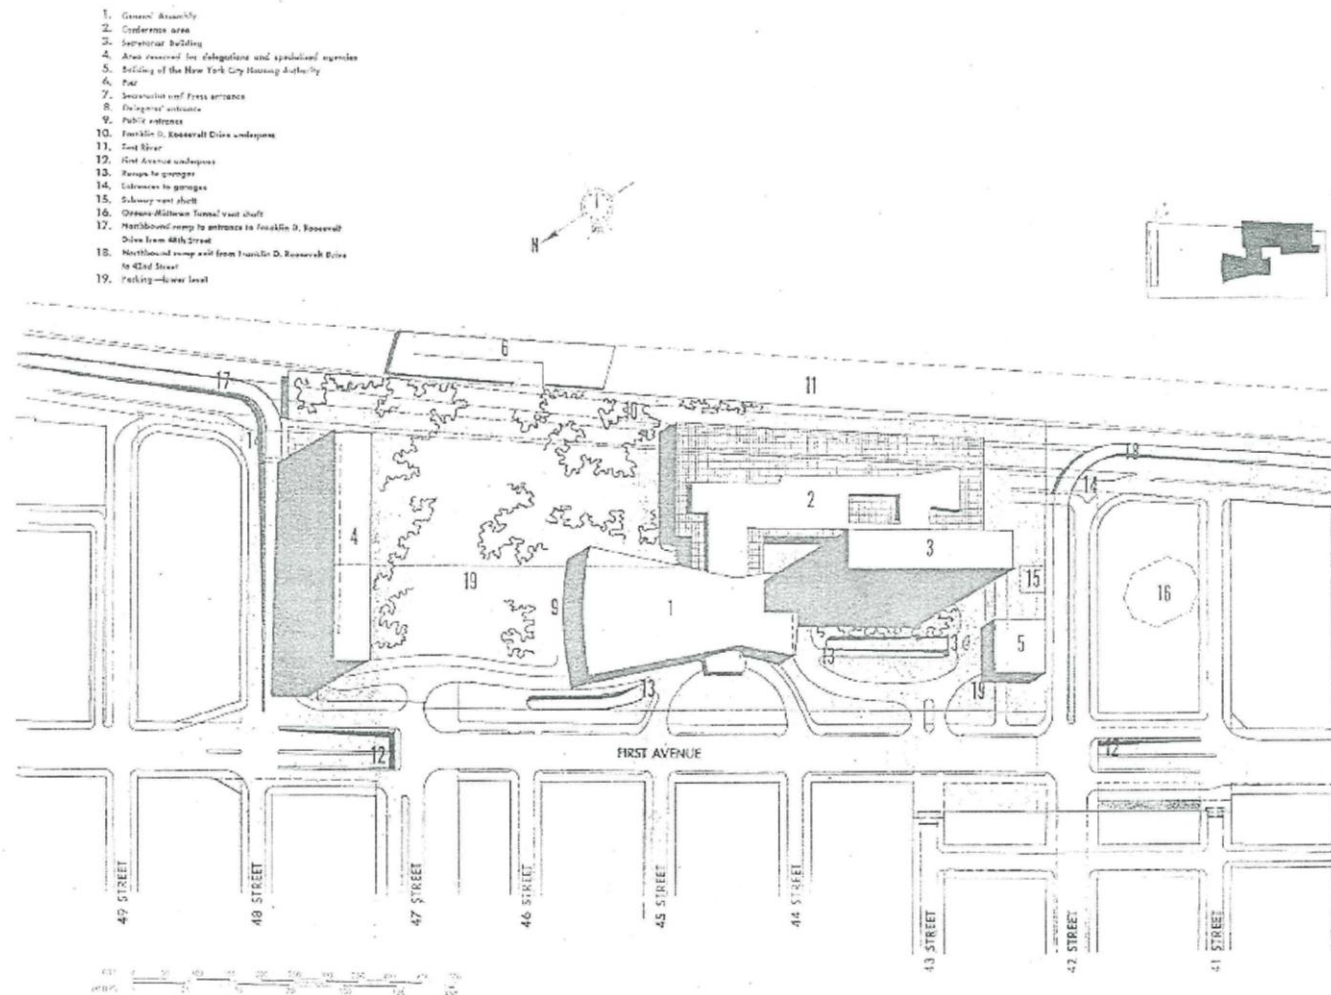 1. General Assembly
2. Conference area
3. Secretariat Building
4. Area reserved for delegations and specialized agencies
5. Building of the New York City Housing Authority
6. Pier
7. Secretariat and Press entrance
8. Delegates' entrance
9. Public entrance
10. Franklin D. Roosevelt Drive underpass
11. East River
12. First Avenue underpass
13. Ramps to garages
14. Entrances to garages
15. Subway vent shaft
16. Queens-Midtown Tunnel vent shaft
17. Northbound ramp to entrance to Franklin D. Roosevelt
Drive from 48th Street
18. Northbound ramp exit from Franklin D. Roosevelt Drive
to 42nd Street
19. Parking—lower level
N
6
17
11
10
14
18
14
2
4
3
19
9
1
15
16
5
13
13
13
19
12
FIRST AVENUE
12
49 STREET
48 STREET
47 STREET
46 STREET
45 STREET
44 STREET
43 STREET
42 STREET
41 STREET